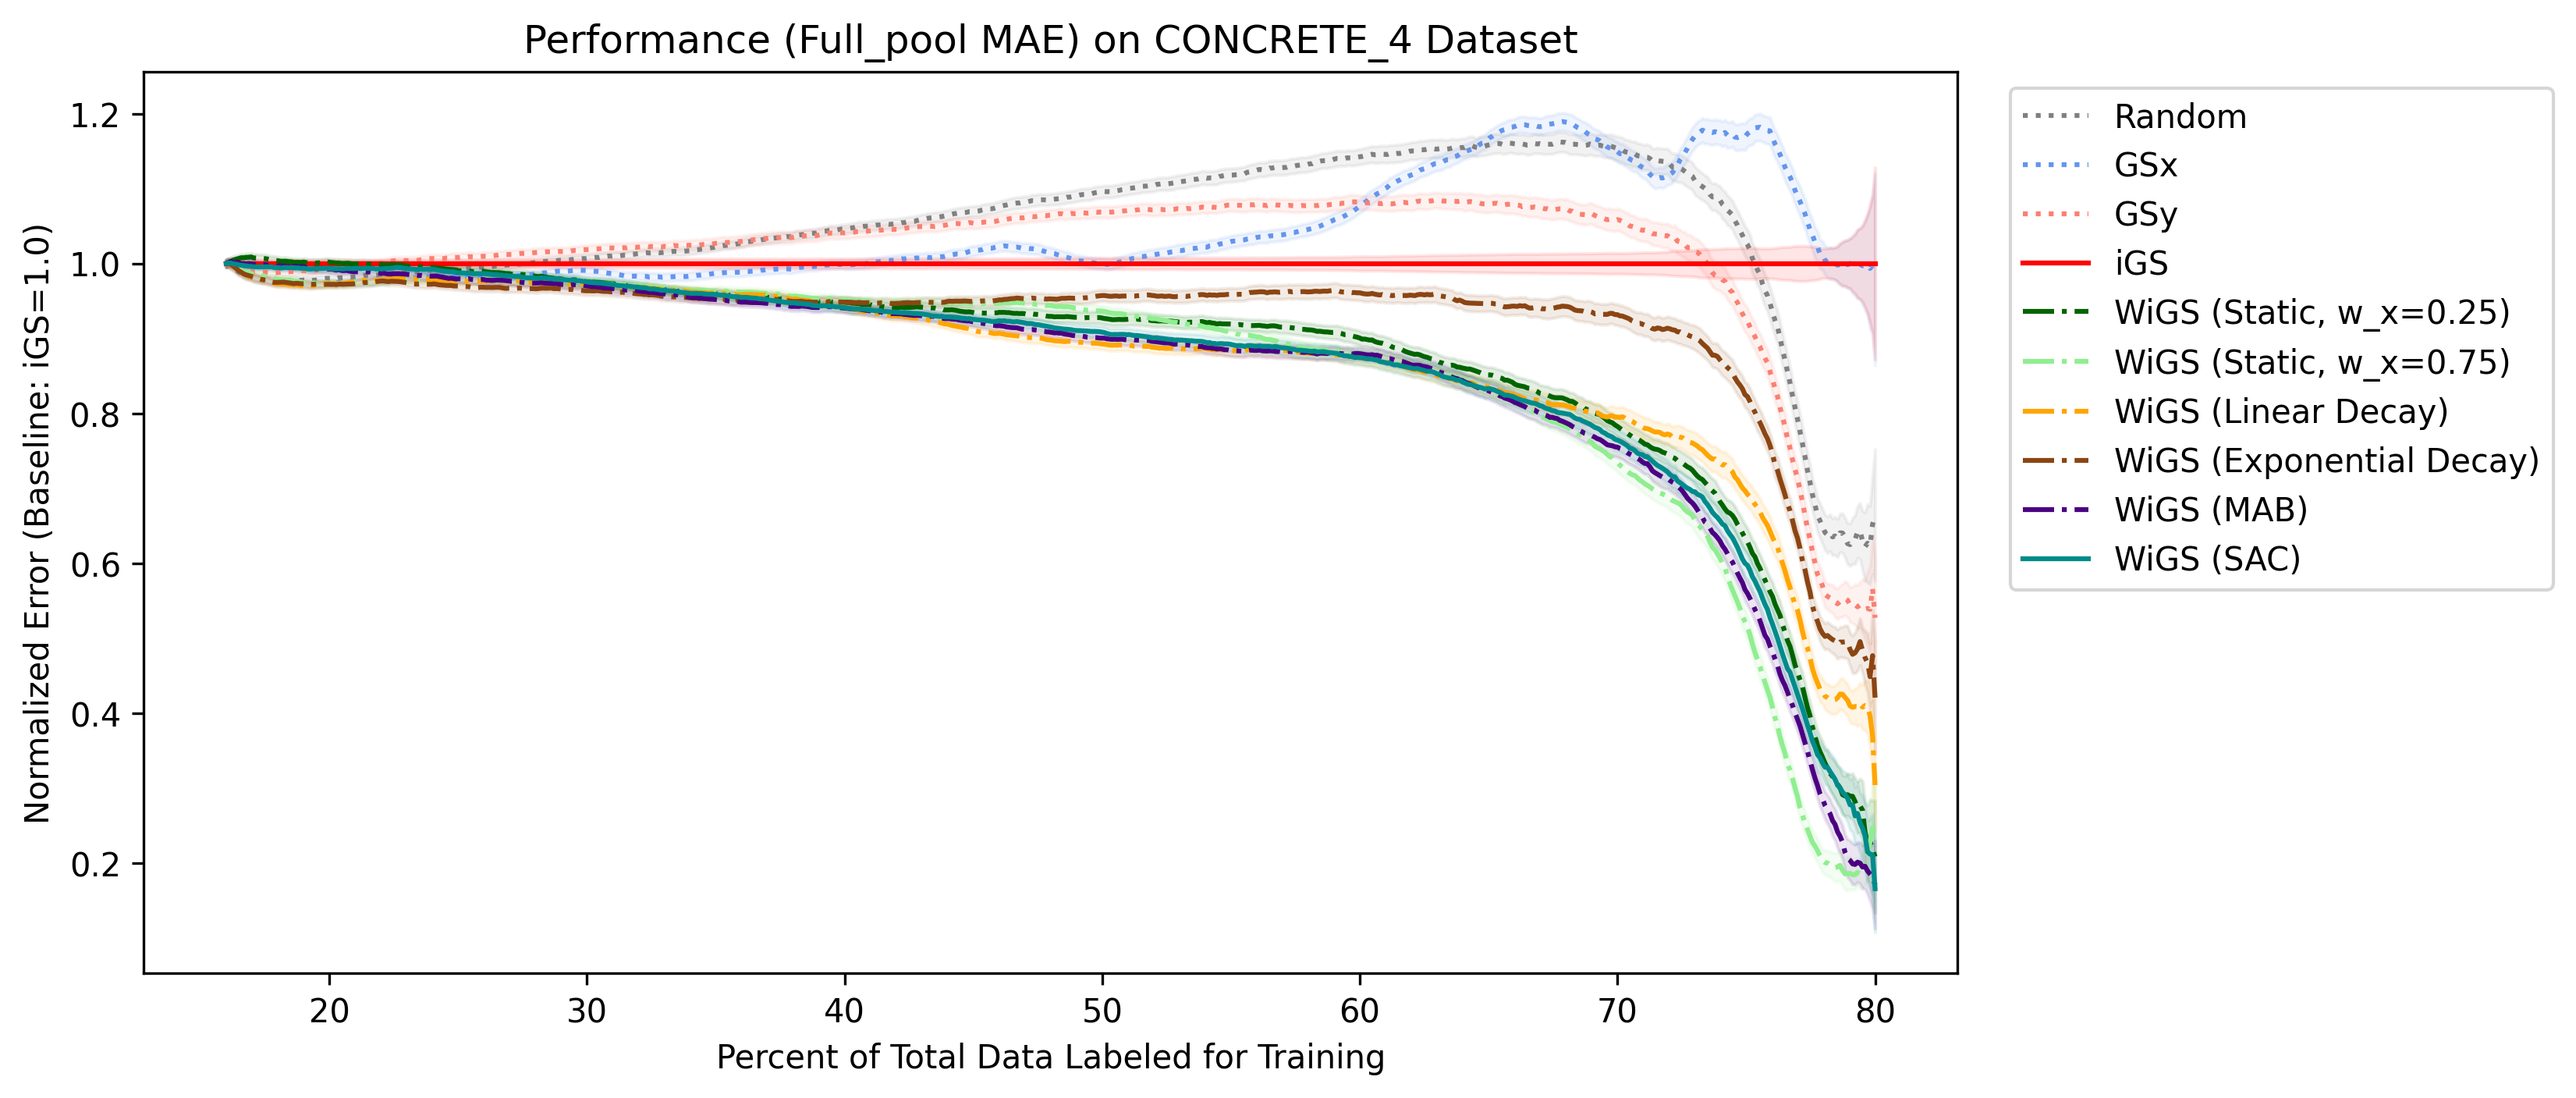 Performance (Full_pool MAE) on CONCRETE_4 Dataset
Normalized Error (Baseline: iGS=1.0)
1.2
1.0
0.8
0.6
0.4
0.2
20 30 40 50 60 70 80
Percent of Total Data Labeled for Training
Random
GSx
GSy
iGS
WiGS (Static, w_x=0.25)
WiGS (Static, w_x=0.75)
WiGS (Linear Decay)
WiGS (Exponential Decay)
WiGS (MAB)
WiGS (SAC)